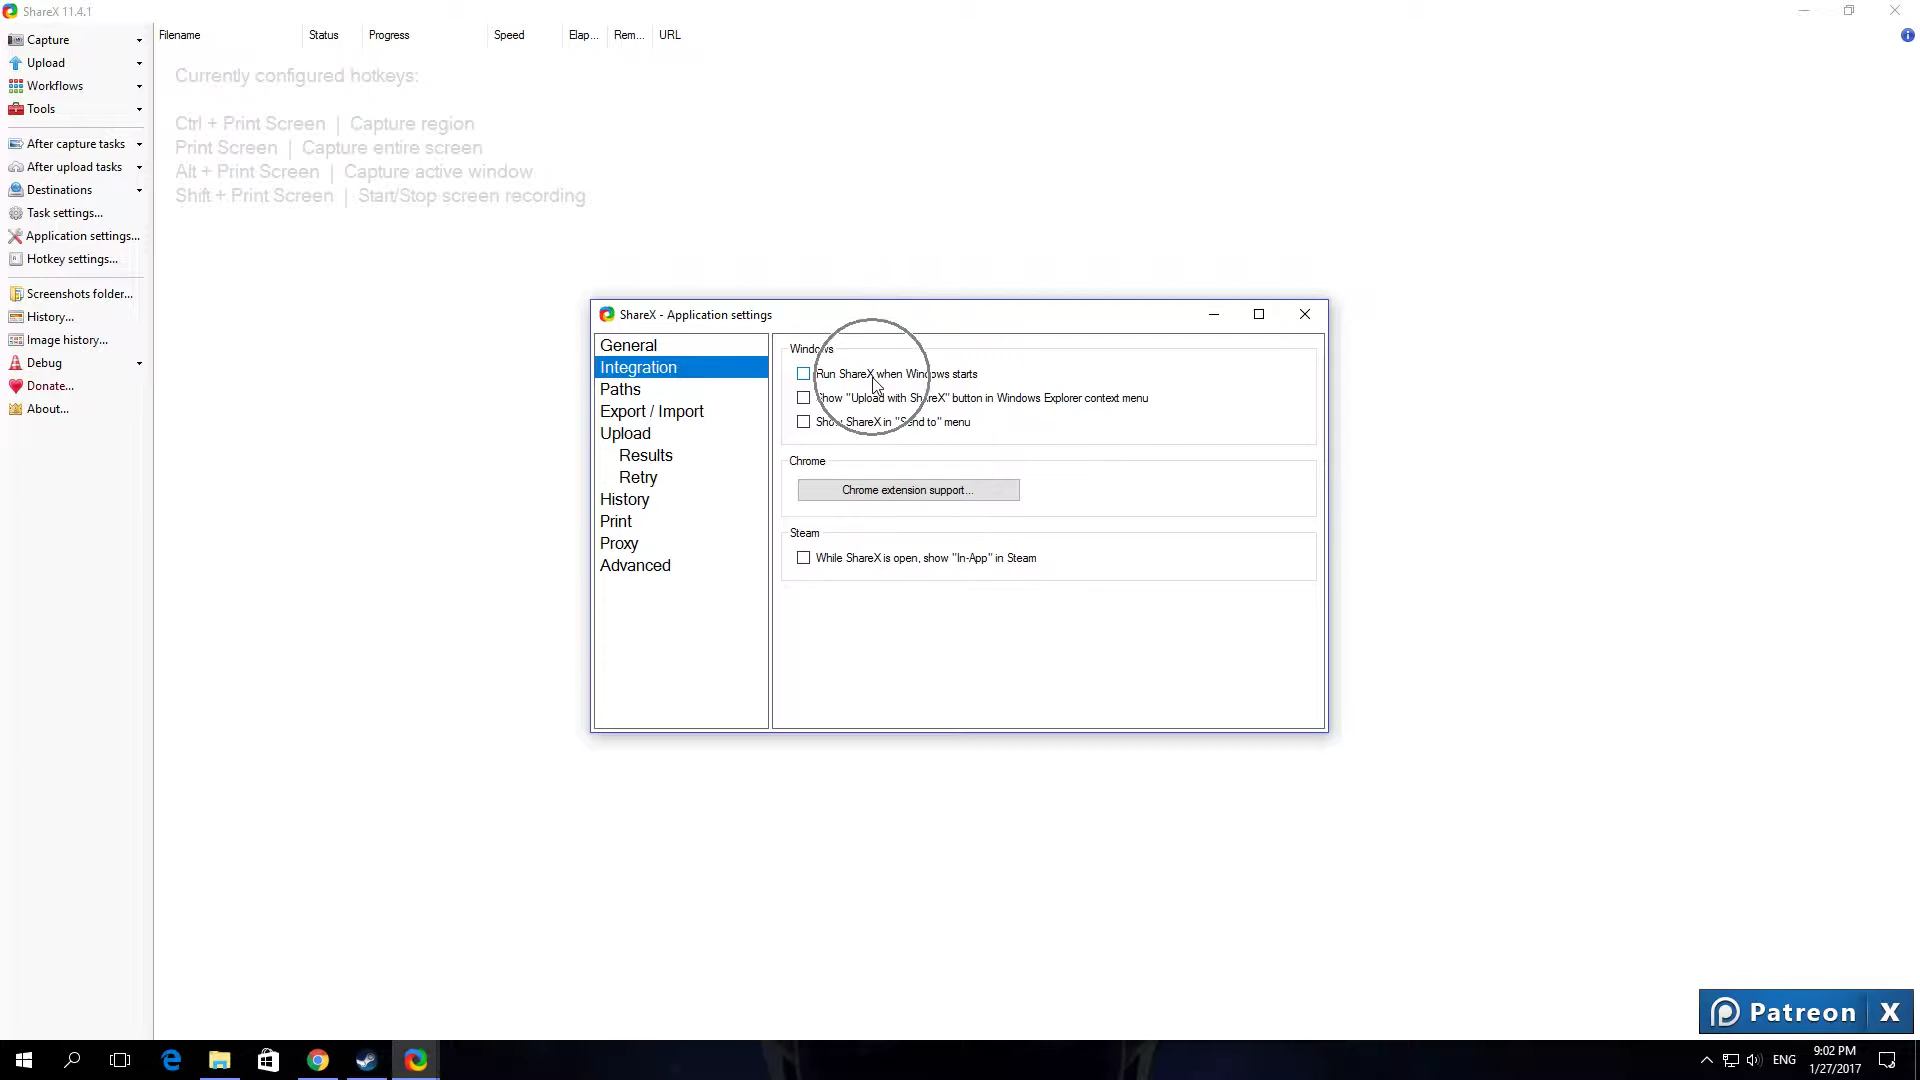 ShareX 11.4.1
Capture
Upload
Workflows
Tools
After capture tasks
After upload tasks
Destinations
Task settings...
Application settings...
Hotkey settings...
Screenshots folder...
History...
Image history...
Debug
Donate...
About...
Filename Status Progress Speed Elap... Rem... URL
Currently configured hotkeys:
Ctrl + Print Screen | Capture region
Print Screen | Capture entire screen
Alt + Print Screen | Capture active window
Shift + Print Screen | Start/Stop screen recording
ShareX - Application settings
General
Integration
Paths
Export / Import
Upload
Results
Retry
History
Print
Proxy
Advanced
Windows
Run ShareX when Windows starts
Show "Upload with ShareX" button in Windows Explorer context menu
Show ShareX in "Send to" menu
Chrome
Chrome extension support...
Steam
While ShareX is open, show "In-App" in Steam
Patreon X
ENG
9:02 PM
1/27/2017